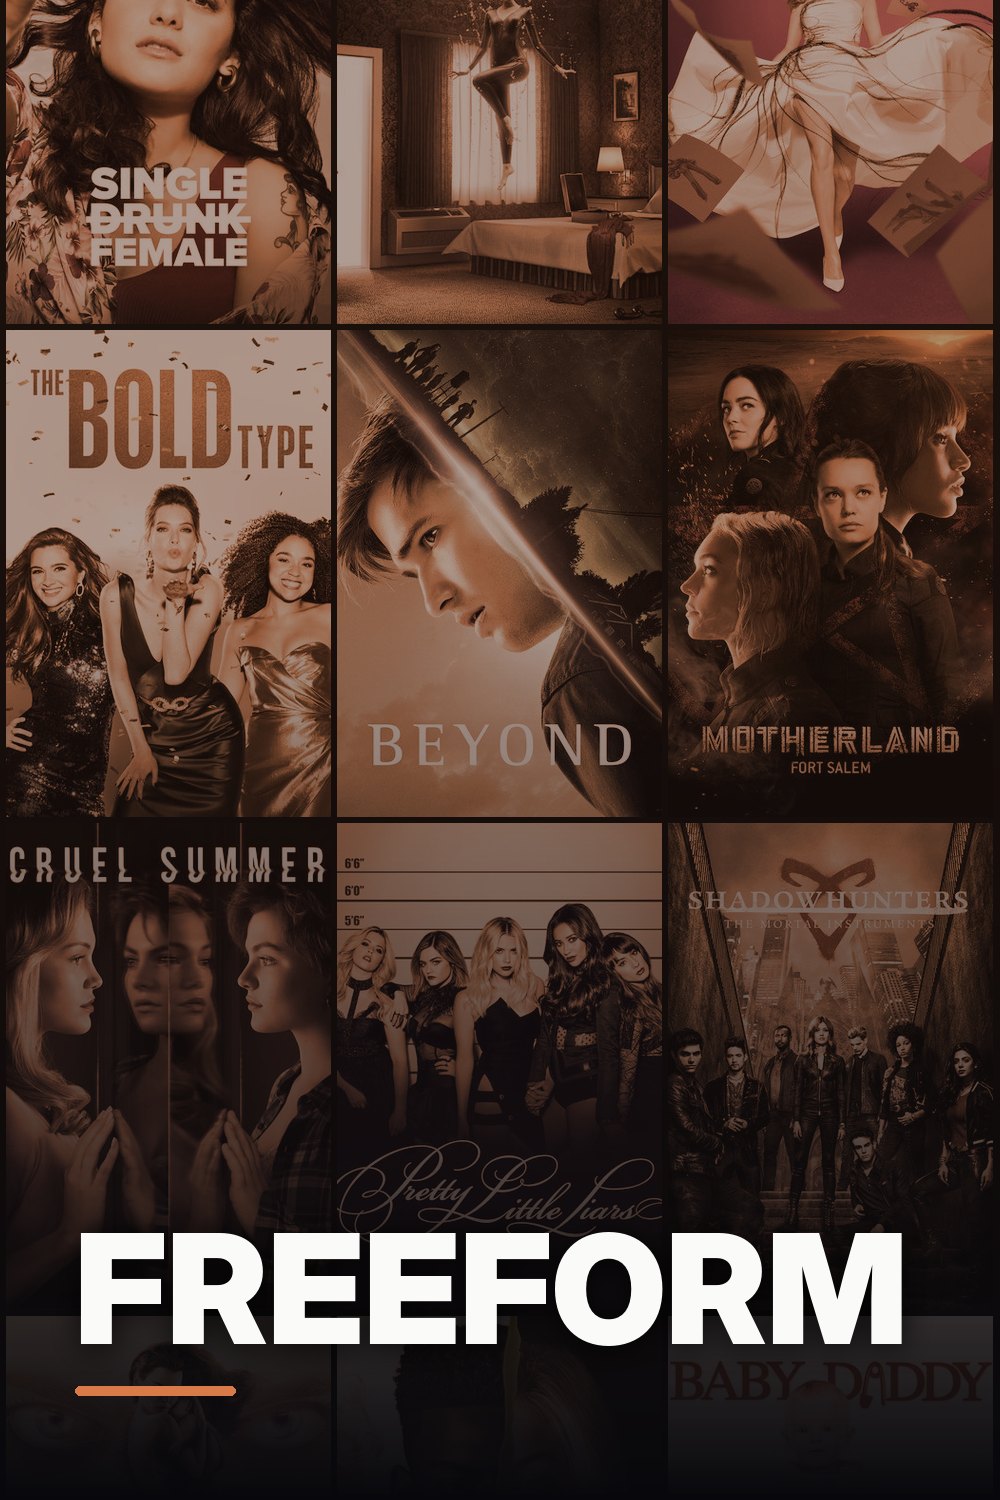 SINGLE
DRUNK
FEMALE
THE BOLD TYPE
BEYOND
MOTHERLAND
FORT SALEM
CRUEL SUMMER
6'6"
6'0"
5'6"
Pretty Little Liars
SHADOWHUNTERS
THE MORTAL INSTRUMENTS
FREEFORM
BABY DADDY